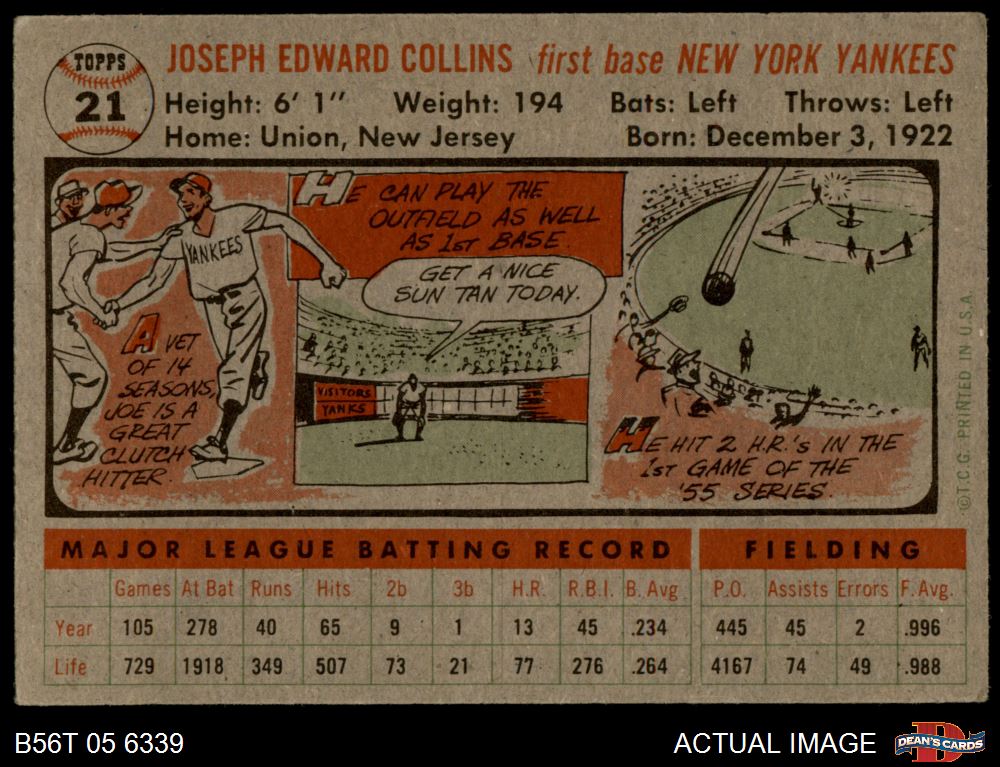 TOPPS
21
JOSEPH EDWARD COLLINS first base NEW YORK YANKEES
Height: 6' 1" Weight: 194 Bats: Left Throws: Left
Home: Union, New Jersey Born: December 3, 1922
YANKEES
A VET
OF 14
SEASONS,
JOE IS A
GREAT
CLUTCH
HITTER.
HE CAN PLAY THE
OUTFIELD AS WELL
AS 1ST BASE.
GET A NICE
SUN TAN TODAY.
VISITORS
YANKS
HE HIT 2 H.R.'S IN THE
1ST GAME OF THE
'55 SERIES.
©T.C.G. PRINTED IN U.S.A.
MAJOR LEAGUE BATTING RECORD FIELDING
Games At Bat Runs Hits 2b 3b H.R. R.B.I. B. Avg P.O. Assists Errors F. Avg.
Year 105 278 40 65 9 1 13 45 .234 445 45 2 .996
Life 729 1918 349 507 73 21 77 276 .264 4167 74 49 .988
B56T 05 6339 ACTUAL IMAGE DEAN'S CARDS